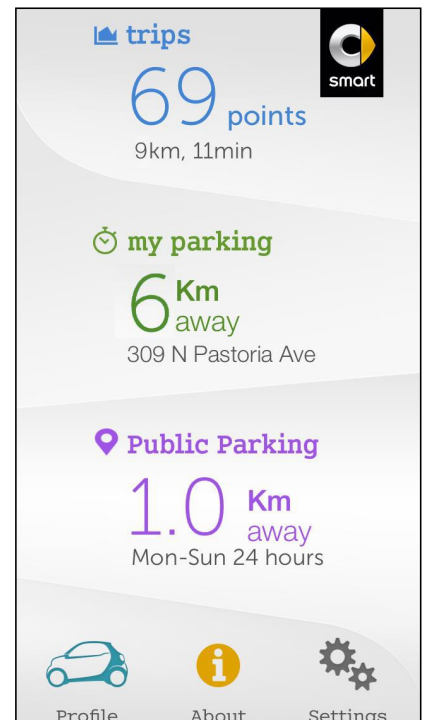 trips
smart
69 points
9km, 11min
my parking
6 Km
away
309 N Pastoria Ave
Public Parking
1.0 Km
away
Mon-Sun 24 hours
Profile About Settings